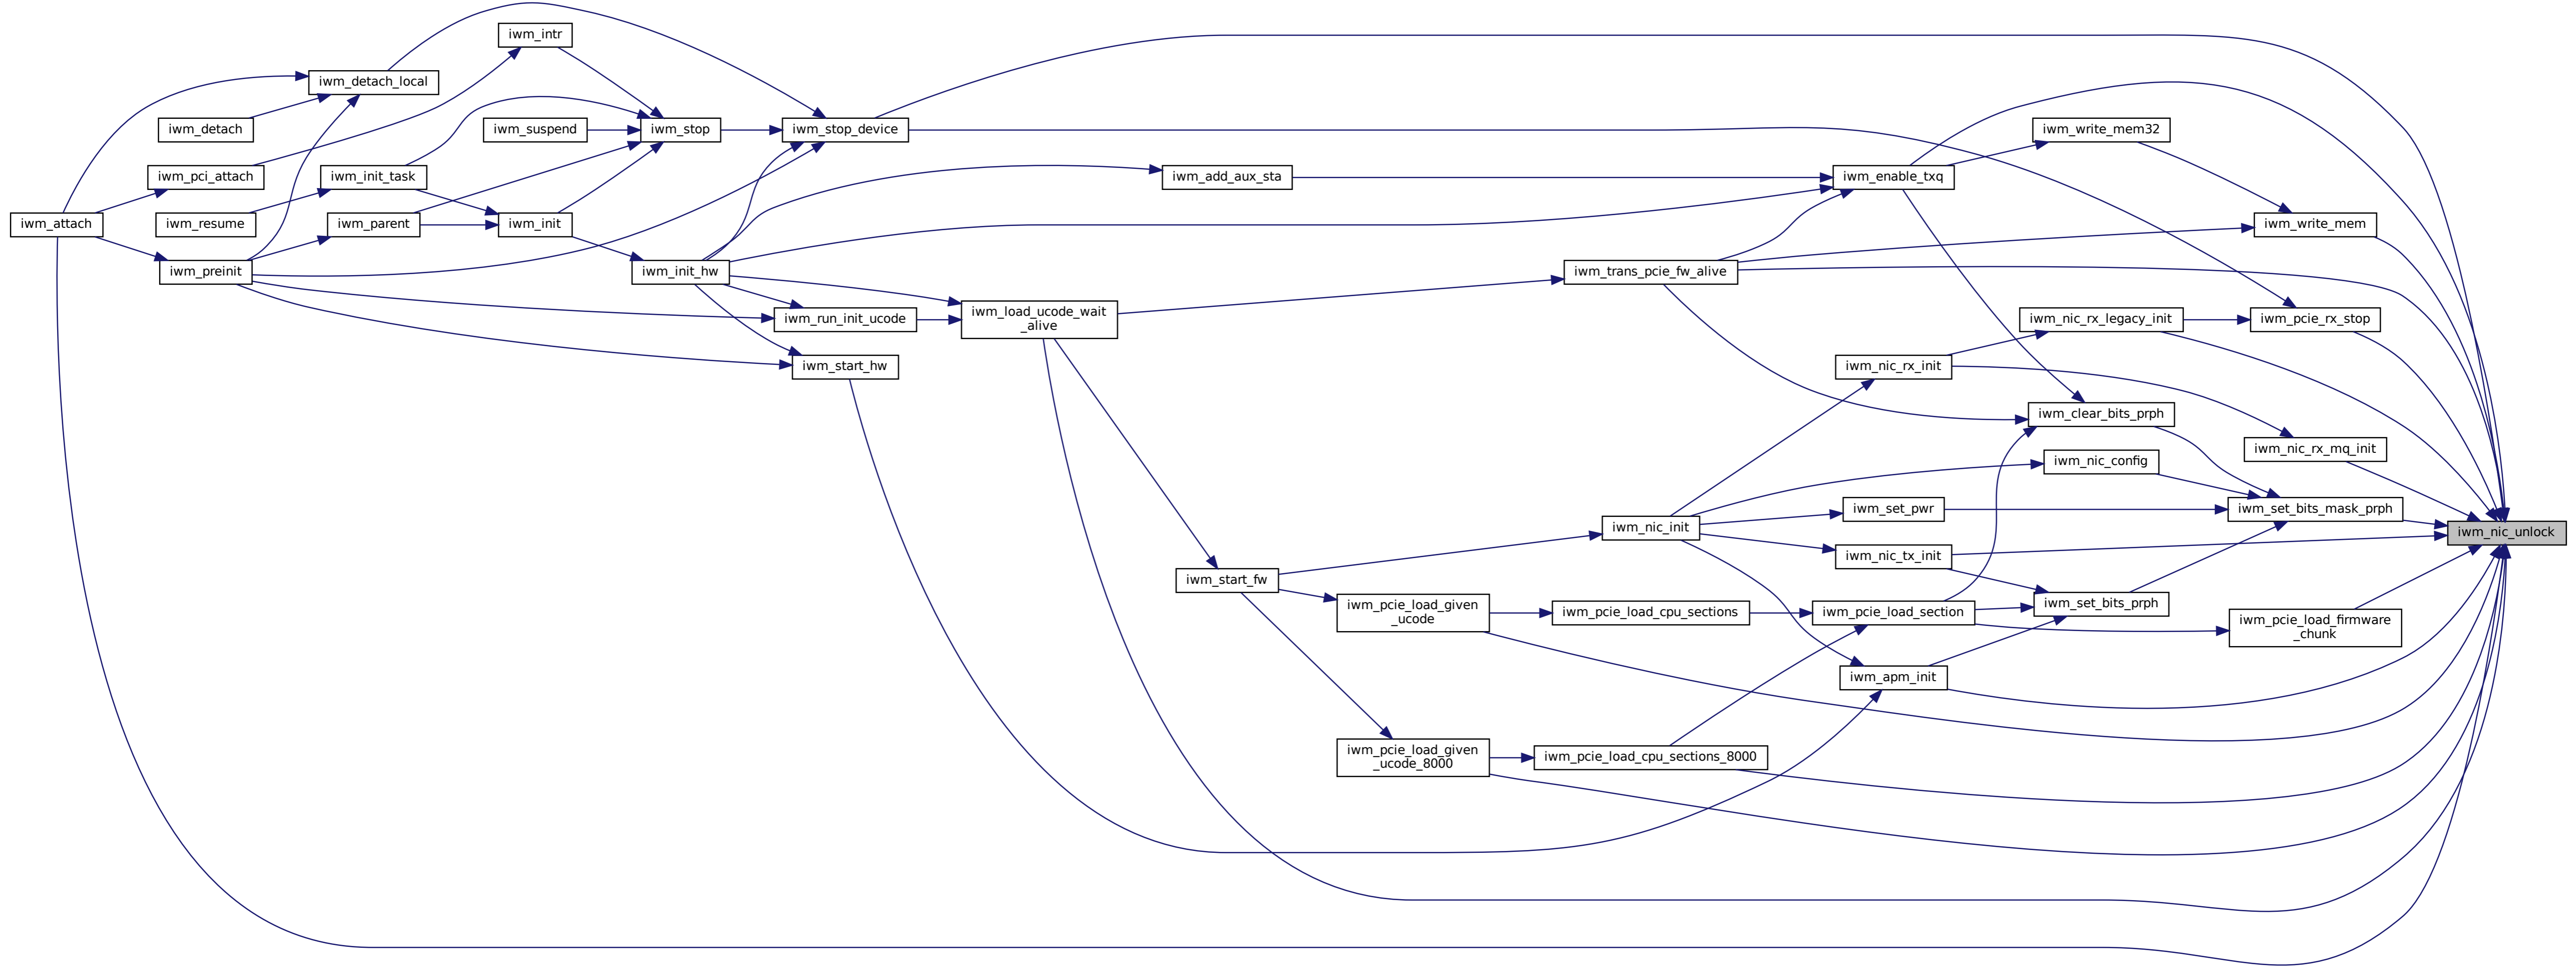 iwm_intr
iwm_detach_local
iwm_detach
iwm_suspend
iwm_stop
iwm_stop_device
iwm_write_mem32
iwm_pci_attach
iwm_init_task
iwm_add_aux_sta
iwm_enable_txq
iwm_attach
iwm_resume
iwm_parent
iwm_init
iwm_write_mem
iwm_preinit
iwm_init_hw
iwm_trans_pcie_fw_alive
iwm_run_init_ucode
iwm_load_ucode_wait
_alive
iwm_nic_rx_legacy_init
iwm_pcie_rx_stop
iwm_start_hw
iwm_nic_rx_init
iwm_clear_bits_prph
iwm_nic_rx_mq_init
iwm_nic_config
iwm_set_pwr
iwm_set_bits_mask_prph
iwm_nic_init
iwm_nic_unlock
iwm_nic_tx_init
iwm_start_fw
iwm_pcie_load_given
_ucode
iwm_pcie_load_cpu_sections
iwm_pcie_load_section
iwm_set_bits_prph
iwm_pcie_load_firmware
_chunk
iwm_apm_init
iwm_pcie_load_given
_ucode_8000
iwm_pcie_load_cpu_sections_8000